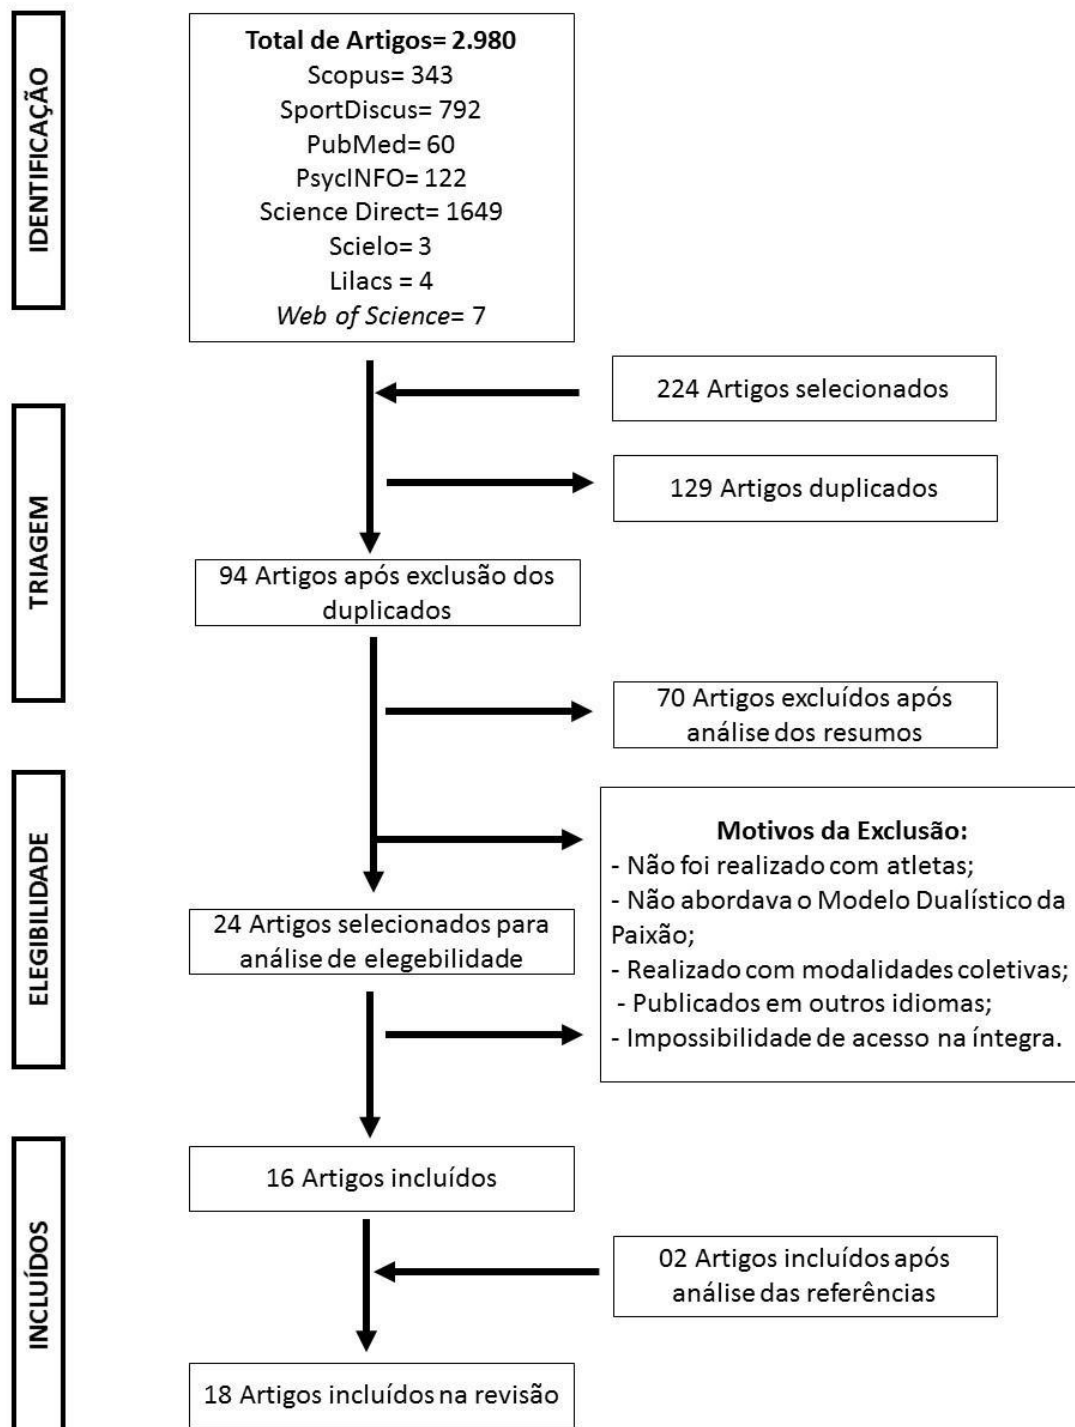 IDENTIFICAÇÃO
Total de Artigos= 2.980
Scopus= 343
SportDiscus= 792
PubMed= 60
PsycINFO= 122
Science Direct= 1649
Scielo= 3
Lilacs = 4
Web of Science= 7
224 Artigos selecionados
TRIAGEM
129 Artigos duplicados
94 Artigos após exclusão dos
duplicados
70 Artigos excluídos após
análise dos resumos
ELEGIBILIDADE
Motivos da Exclusão:
- Não foi realizado com atletas;
- Não abordava o Modelo Dualístico da
Paixão;
- Realizado com modalidades coletivas;
- Publicados em outros idiomas;
- Impossibilidade de acesso na íntegra.
24 Artigos selecionados para
análise de elegebilidade
INCLUÍDOS
16 Artigos incluídos
02 Artigos incluídos após
análise das referências
18 Artigos incluídos na revisão